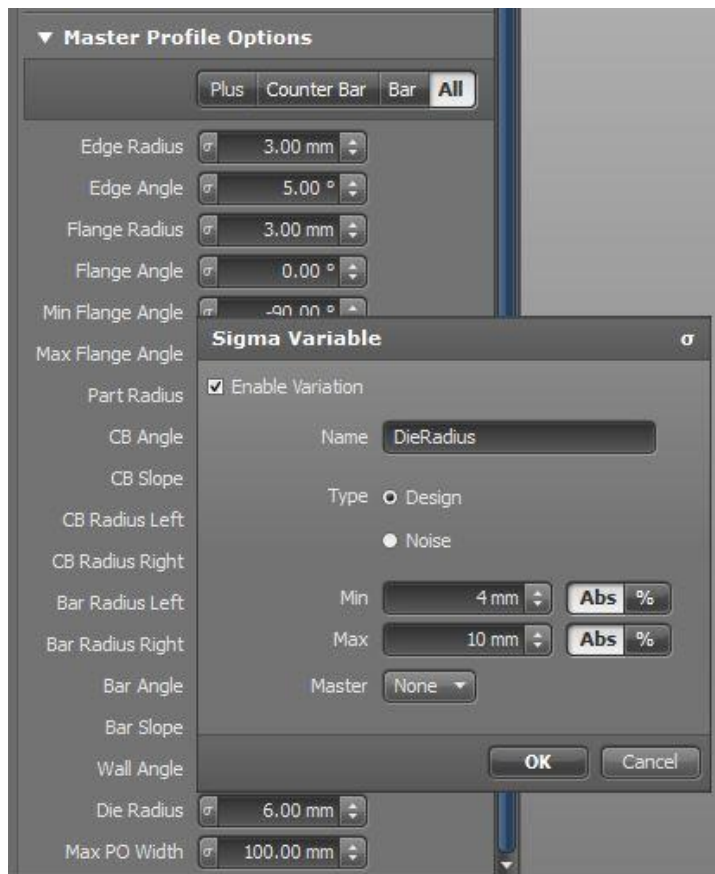 ▼ Master Profile Options
Plus Counter Bar Bar All
Edge Radius σ 3.00 mm
Edge Angle σ 5.00 °
Flange Radius σ 3.00 mm
Flange Angle σ 0.00 °
Min Flange Angle σ -90.00 °
Max Flange Angle
Part Radius
CB Angle
CB Slope
CB Radius Left
CB Radius Right
Bar Radius Left
Bar Radius Right
Bar Angle
Bar Slope
Wall Angle
Die Radius σ 6.00 mm
Max PO Width σ 100.00 mm
Sigma Variable σ
Enable Variation
Name DieRadius
Type Design
Noise
Min 4 mm Abs %
Max 10 mm Abs %
Master None
OK Cancel